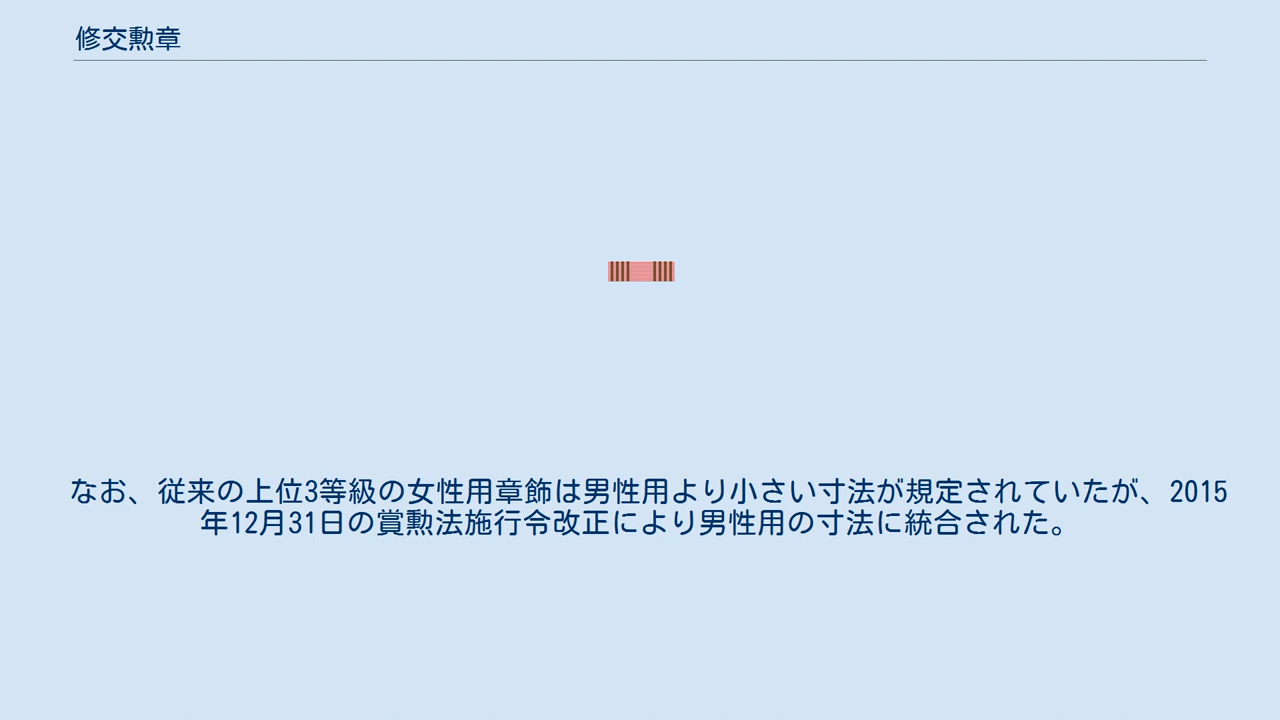 修交勲章
なお、従来の上位3等級の女性用章飾は男性用より小さい寸法が規定されていたが、2015
年12月31日の賞勲法施行令改正により男性用の寸法に統合された。